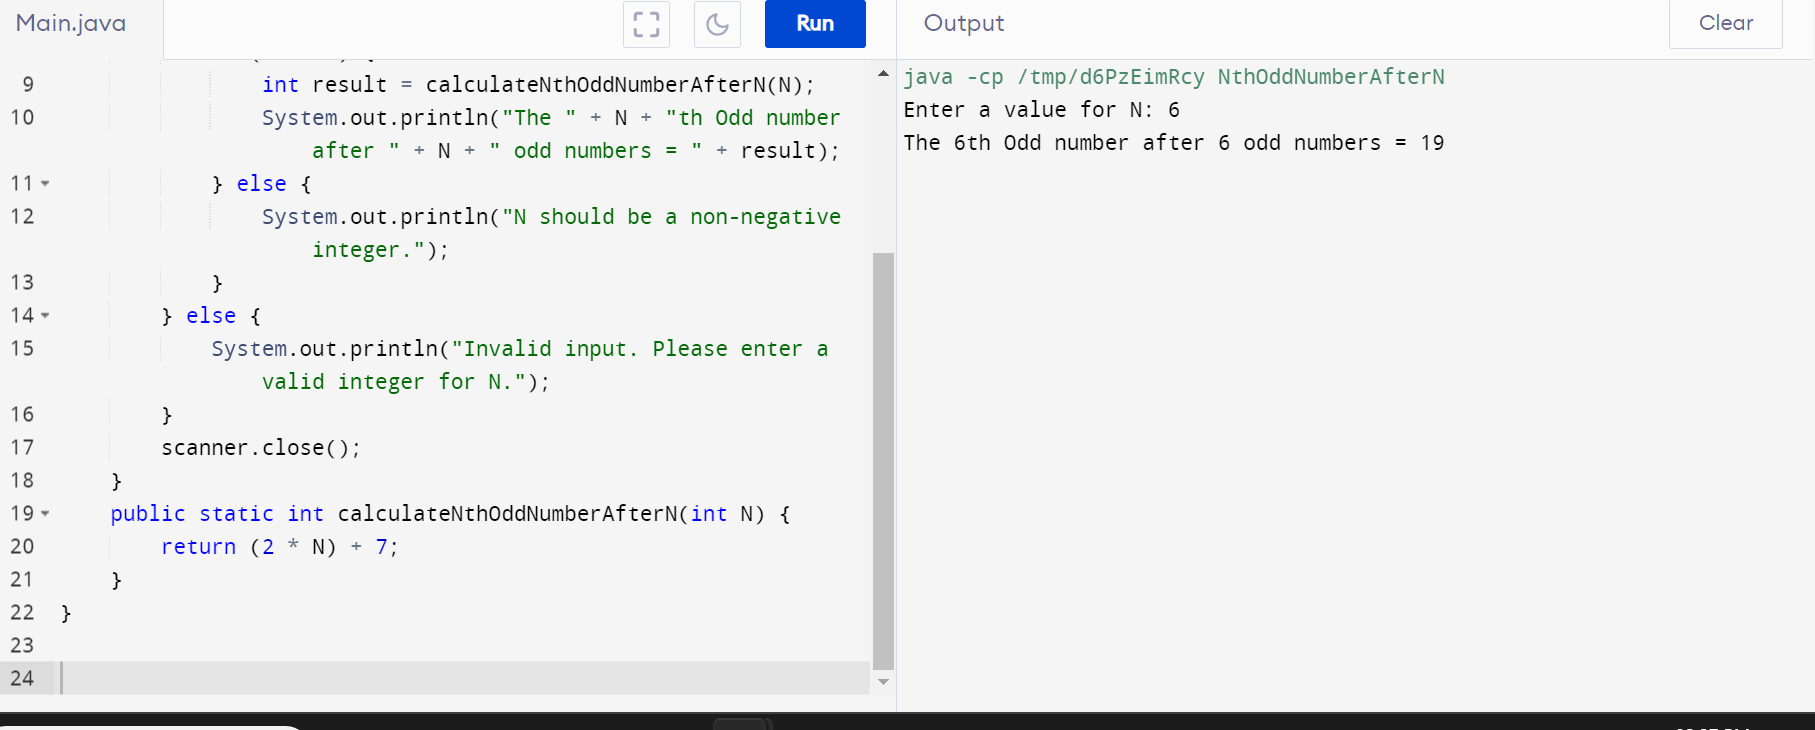 Main.java
Run
Output
Clear
9 int result = calculateNthOddNumberAfterN(N);
10 System.out.println("The " + N + "th Odd number
after " + N + " odd numbers = " + result);
11 } else {
12 System.out.println("N should be a non-negative
integer.");
13 }
14 } else {
15 System.out.println("Invalid input. Please enter a
valid integer for N.");
16 }
17 scanner.close();
18 }
19 public static int calculateNthOddNumberAfterN(int N) {
20 return (2 * N) + 7;
21 }
22 }
23
24
java -cp /tmp/d6PzEimRcy NthOddNumberAfterN
Enter a value for N: 6
The 6th Odd number after 6 odd numbers = 19